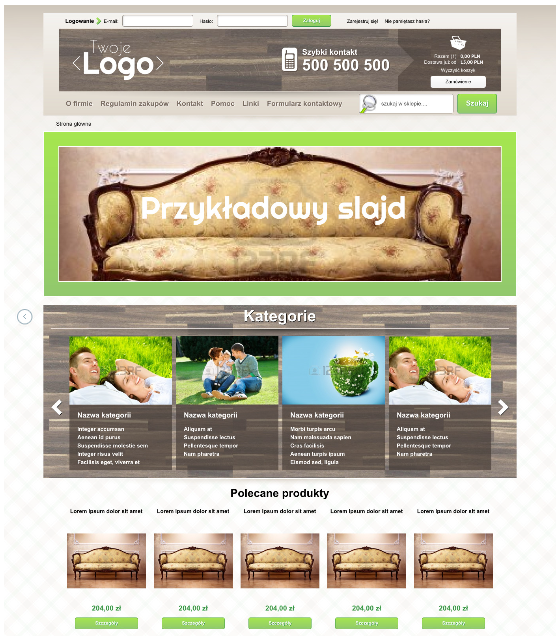 Logowanie E-mail: Hasło: Zaloguj Zarejestruj się! Nie pamiętasz hasła?
Twoje
Logo
Szybki kontakt
500 500 500
Razem (1) 0,00 PLN
Dostawa już od 15,00 PLN
Wyczyść koszyk
Zamówienie
O firmie Regulamin zakupów Kontakt Pomoc Linki Formularz kontaktowy
szukaj w sklepie.... Szukaj
Strona główna
Przykładowy slajd
123RF
Kategorie
Nazwa kategorii Nazwa kategorii Nazwa kategorii Nazwa kategorii
Integer accumsan Aliquam at Morbi turpis arcu Aliquam at
Aenean id purus Suspendisse lectus Nam malesuada sapien Suspendisse lectus
Suspendisse molestie sem Pellentesque tempor Cras facilisis Pellentesque tempor
Integer risus velit Nam pharetra Aenean turpis ipsum Nam pharetra
Facilisis eget, viverra et Eismod sed, ligula
Polecane produkty
Lorem ipsum dolor sit amet Lorem ipsum dolor sit amet Lorem ipsum dolor sit amet Lorem ipsum dolor sit amet Lorem ipsum dolor sit amet
204,00 zł 204,00 zł 204,00 zł 204,00 zł 204,00 zł
Szczegóły Szczegóły Szczegóły Szczegóły Szczegóły